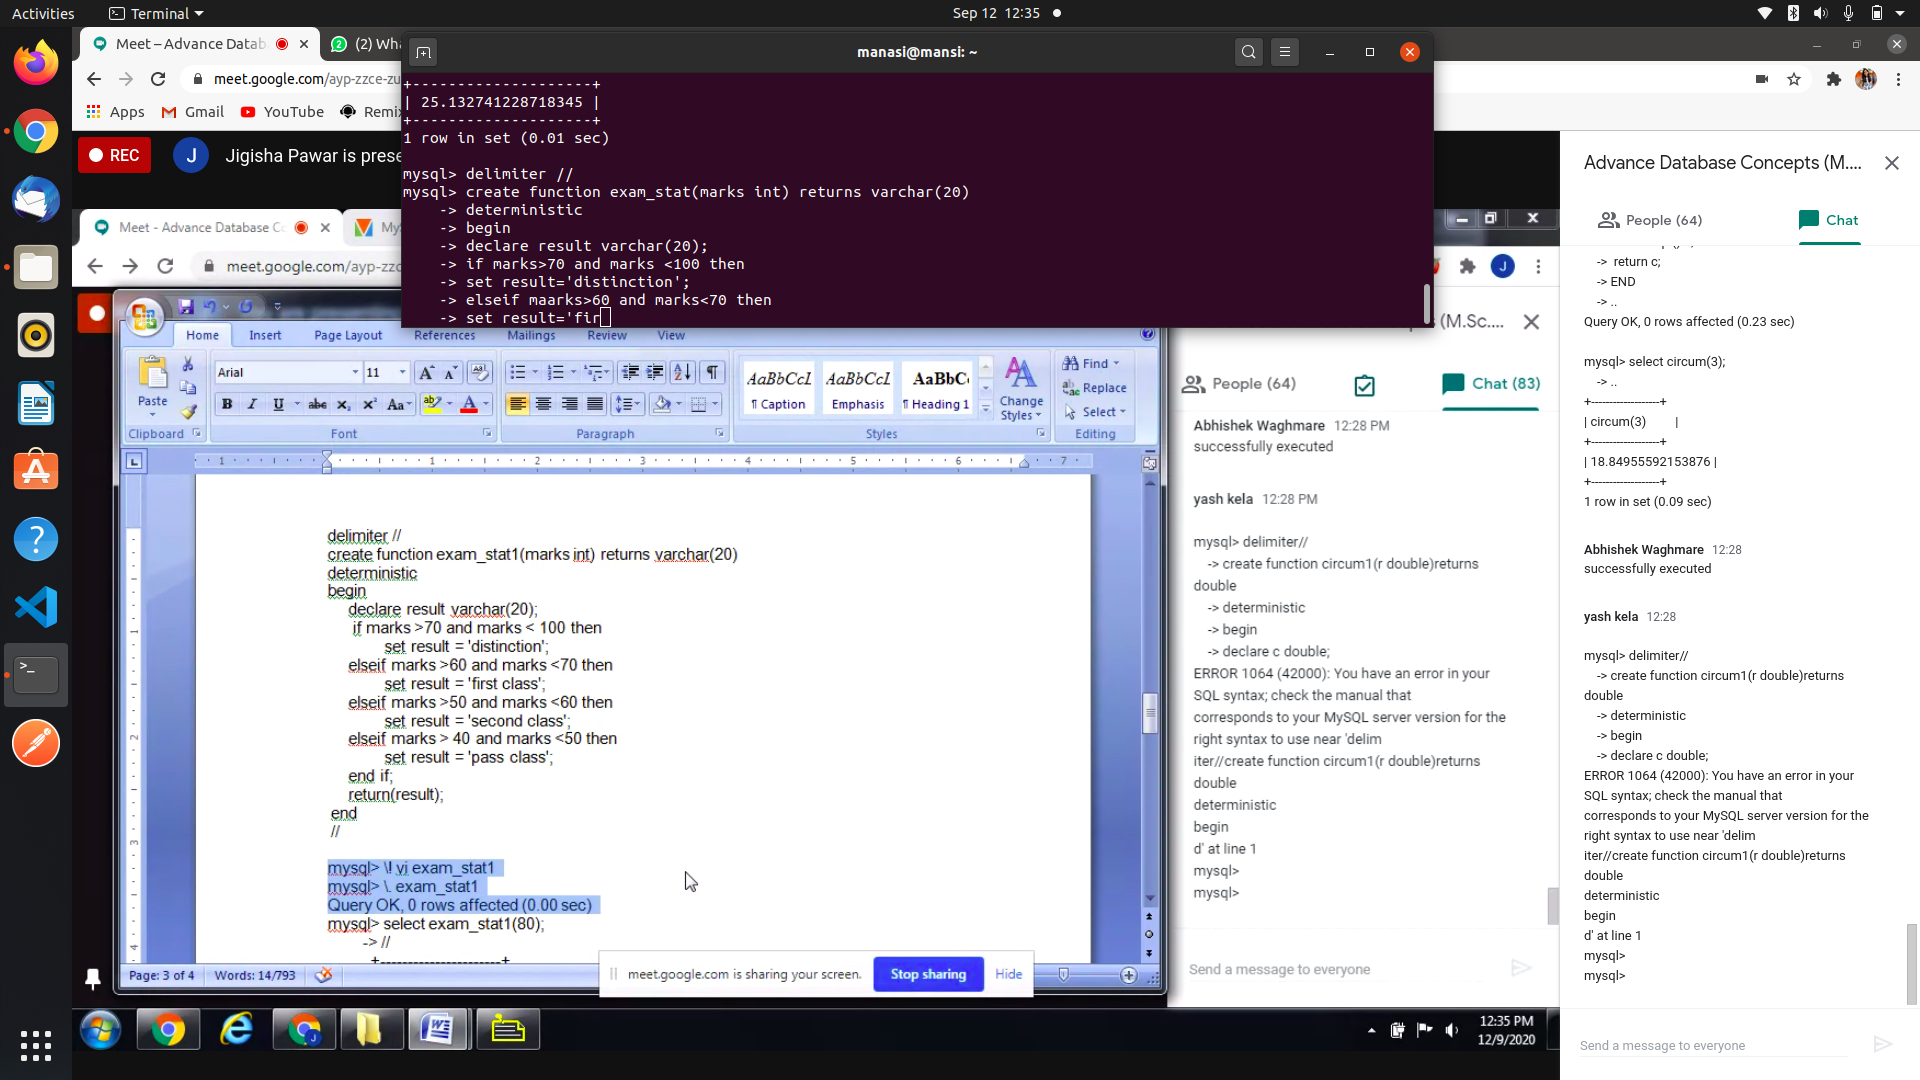 Activities
Terminal
Sep 12 12:35
Meet – Advance Datab
(2) Wha
manasi@mansi: ~
meet.google.com/ayp-zzce-zu
Apps
Gmail
YouTube
Remix
REC
J
Jigisha Pawar is prese
+--------------------+
| 25.132741228718345 |
+--------------------+
1 row in set (0.01 sec)
mysql> delimiter //
mysql> create function exam_stat(marks int) returns varchar(20)
-> deterministic
-> begin
-> declare result varchar(20);
-> if marks>70 and marks <100 then
-> set result='distinction';
-> elseif maarks>60 and marks<70 then
-> set result='fir
Meet - Advance Database Co
My
meet.google.com/ayp-zzc
J
Home
Insert
Page Layout
References
Mailings
Review
View
Paste
Clipboard
Arial
11
B I U abc x₂ x² Aa
Font
Paragraph
AaBbCcL
¶ Caption
AaBbCcL
Emphasis
AaBbC
¶ Heading 1
Change
Styles
Styles
Find
Replace
Select
Editing
delimiter //
create function exam_stat1(marks int) returns varchar(20)
deterministic
begin
declare result varchar(20);
if marks >70 and marks < 100 then
set result = 'distinction';
elseif marks >60 and marks <70 then
set result = 'first class';
elseif marks >50 and marks <60 then
set result = 'second class';
elseif marks > 40 and marks <50 then
set result = 'pass class';
end if;
return(result);
end
//
mysql> \! vi exam_stat1
mysql> \. exam_stat1
Query OK, 0 rows affected (0.00 sec)
mysql> select exam_stat1(80);
-> //
+----------------------+
Page: 3 of 4
Words: 14/793
meet.google.com is sharing your screen.
Stop sharing
Hide
(M.Sc....
People (64)
Chat (83)
Abhishek Waghmare 12:28 PM
successfully executed
yash kela 12:28 PM
mysql> delimiter//
-> create function circum1(r double)returns
double
-> deterministic
-> begin
-> declare c double;
ERROR 1064 (42000): You have an error in your
SQL syntax; check the manual that
corresponds to your MySQL server version for the
right syntax to use near 'delim
iter//create function circum1(r double)returns
double
deterministic
begin
d' at line 1
mysql>
mysql>
Send a message to everyone
12:35 PM
12/9/2020
Advance Database Concepts (M....
People (64)
Chat
-> return c;
-> END
-> ..
Query OK, 0 rows affected (0.23 sec)
mysql> select circum(3);
-> ..
+-------------------+
| circum(3) |
+-------------------+
| 18.84955592153876 |
+-------------------+
1 row in set (0.09 sec)
Abhishek Waghmare 12:28
successfully executed
yash kela 12:28
mysql> delimiter//
-> create function circum1(r double)returns
double
-> deterministic
-> begin
-> declare c double;
ERROR 1064 (42000): You have an error in your
SQL syntax; check the manual that
corresponds to your MySQL server version for the
right syntax to use near 'delim
iter//create function circum1(r double)returns
double
deterministic
begin
d' at line 1
mysql>
mysql>
Send a message to everyone